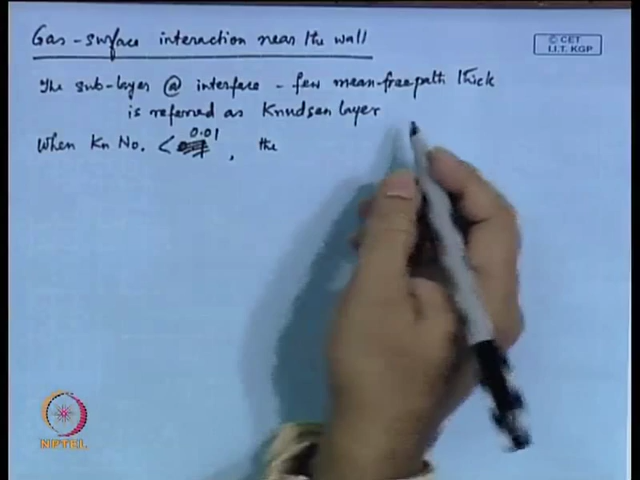 Gas-surface interaction near the wall
© CET
I.I.T. KGP
The sub-layer @ interface - few mean-free path thick
is referred as Knudsen layer
0.01
When Kn No. < , the
NPTEL